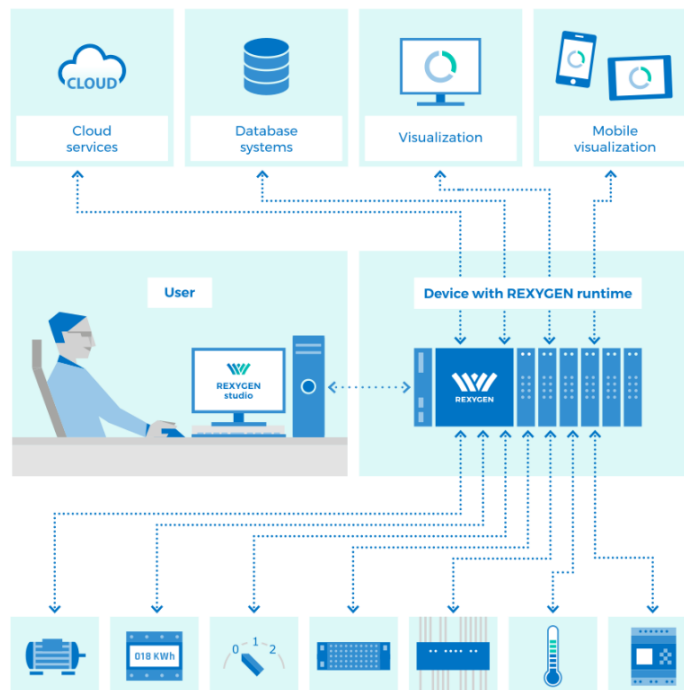 CLOUD
Cloud
services
Database
systems
Visualization
Mobile
visualization
User
Device with REXYGEN runtime
REXYGEN
studio
REXYGEN
018 KWh
0 1 2